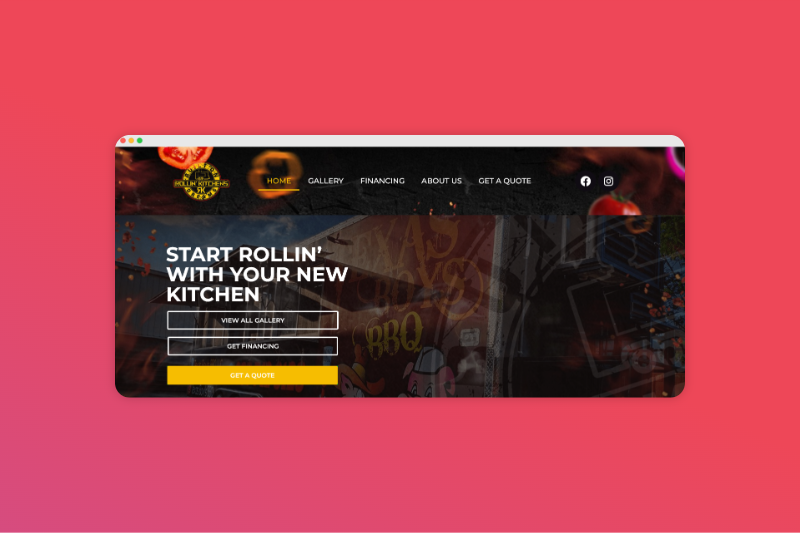 ROLLIN' KITCHENS
RK
HOME
GALLERY
FINANCING
ABOUT US
GET A QUOTE
START ROLLIN'
WITH YOUR NEW
KITCHEN
VIEW ALL GALLERY
GET FINANCING
GET A QUOTE
TEXAS
BOYS
BBQ